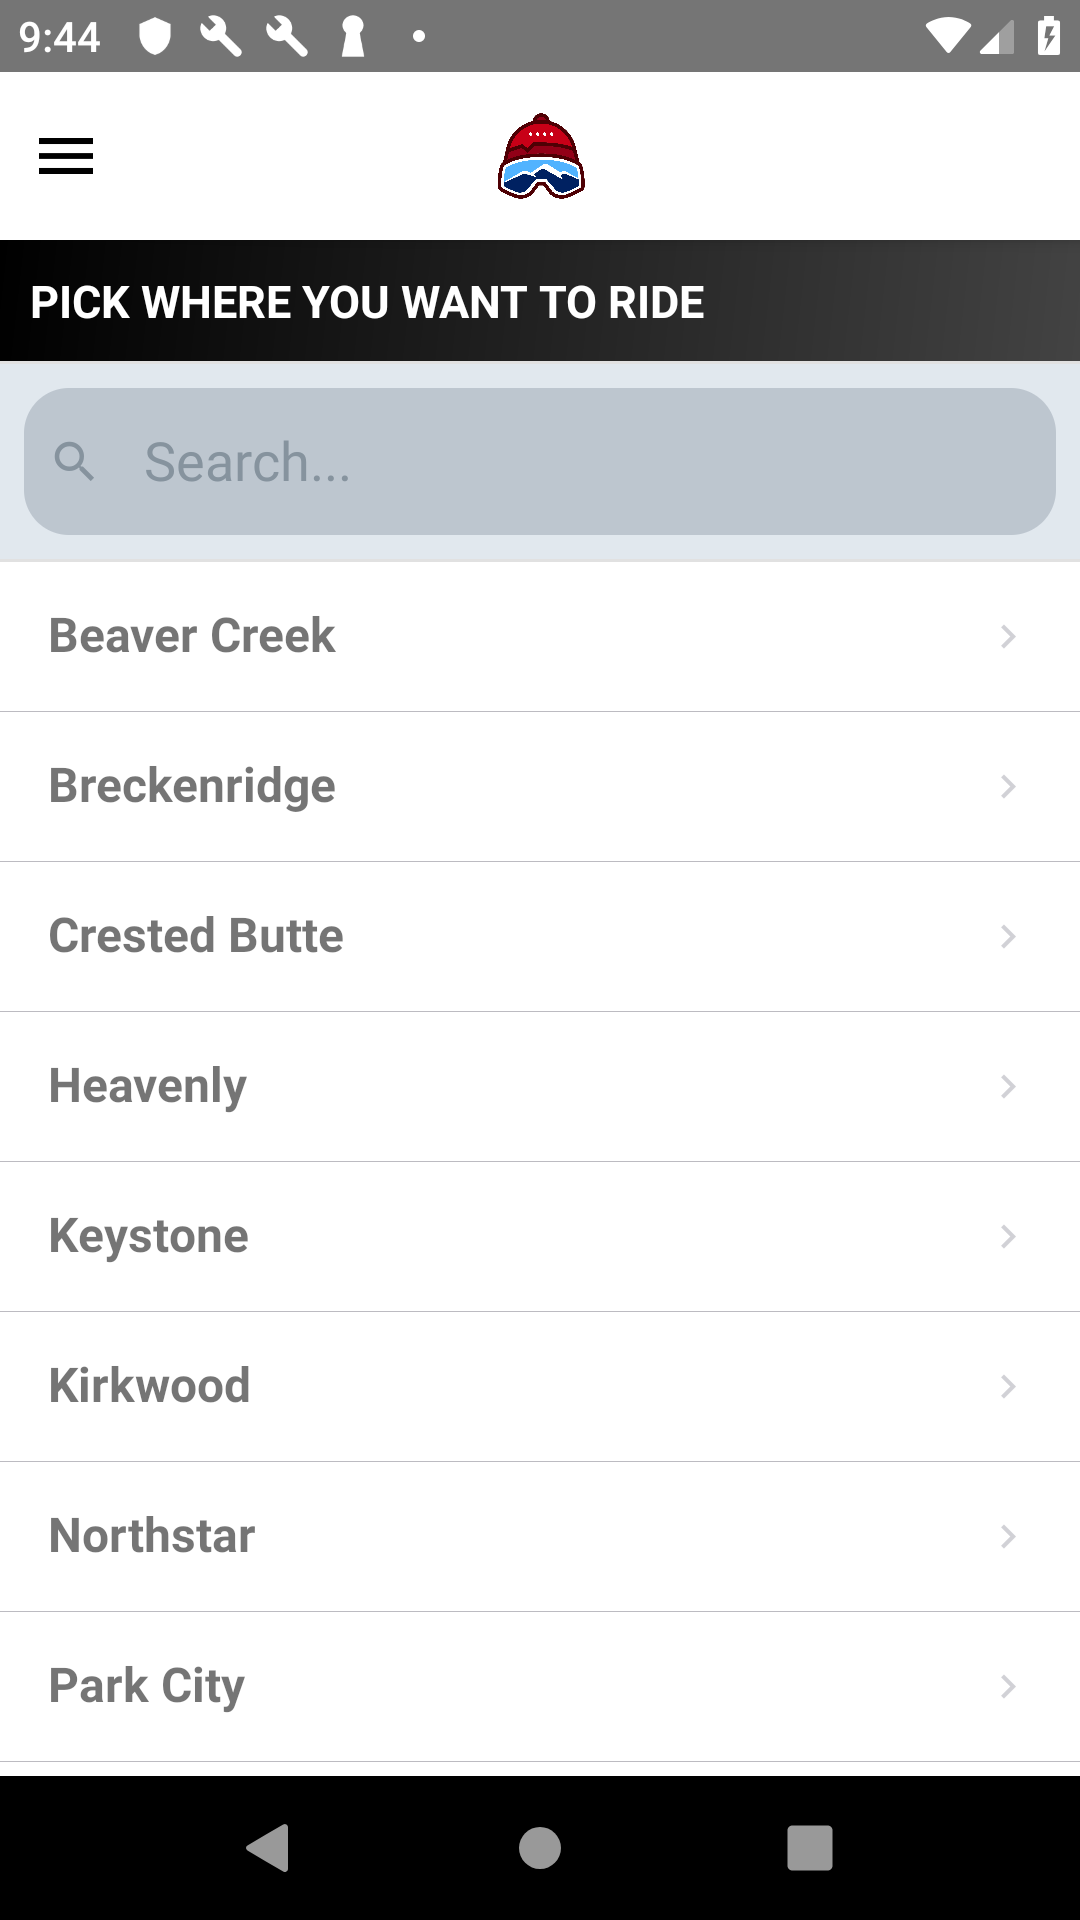 9:44
PICK WHERE YOU WANT TO RIDE
Search...
Beaver Creek
Breckenridge
Crested Butte
Heavenly
Keystone
Kirkwood
Northstar
Park City